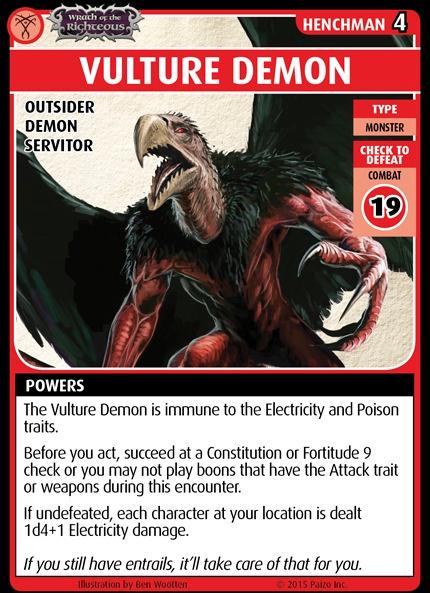 Wrath of the
Righteous
HENCHMAN 4
VULTURE DEMON
OUTSIDER
DEMON
SERVITOR
TYPE
MONSTER
CHECK TO
DEFEAT
COMBAT
19
POWERS
The Vulture Demon is immune to the Electricity and Poison
traits.
Before you act, succeed at a Constitution or Fortitude 9
check or you may not play boons that have the Attack trait
or weapons during this encounter.
If undefeated, each character at your location is dealt
1d4+1 Electricity damage.
If you still have entrails, it'll take care of that for you.
Illustration by Ben Wootten © 2015 Paizo Inc.